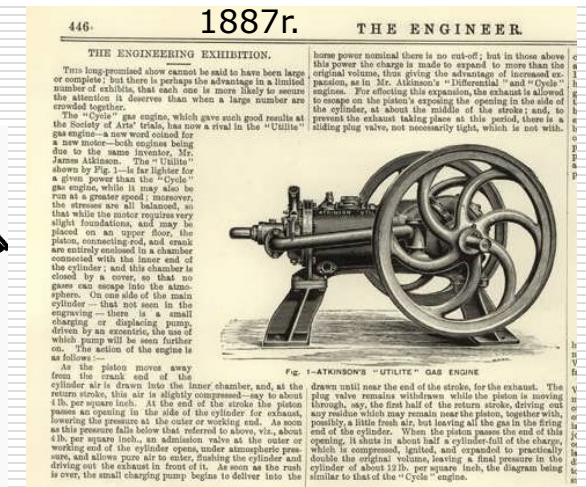 1887r.
446
THE ENGINEER.
THE ENGINEERING EXHIBITION.
THIS long-promised show cannot be said to have been large
or complete; but there is perhaps the advantage in a limited
number of exhibits, that each one is more likely to secure
the attention it deserves than when a large number are
crowded together.
The "Cycle" gas engine, which gave such good results at
the Society of Arts' trials, has now a rival in the "Utilite"
gas engine—a new word coined for
a new motor—both engines being
due to the same inventor, Mr.
James Atkinson. The "Utilite"
shown by Fig. 1—is far lighter for
a given power than the "Cycle"
gas engine, while it may also be
run at a greater speed; moreover,
the stresses are all balanced, so
that while the motor requires very
slight foundations, and may be
placed on an upper floor, the
piston, connecting-rod, and crank
are entirely enclosed in a chamber
connected with the inner end of
the cylinder; and this chamber is
closed by a cover, so that no
gases can escape into the atmo-
sphere. On one side of the main
cylinder—that not seen in the
engraving—there is a small
charging or displacing pump,
driven by an excentric, the use of
which pump will be seen further
on. The action of the engine is
as follows:—
As the piston moves away
from the crank end of the
cylinder air is drawn into the inner chamber, and, at the
return stroke, this air is slightly compressed—say to about
4 lb. per square inch. At the end of the stroke the piston
passes an opening in the side of the cylinder for exhaust,
lowering the pressure at the outer or working end. As soon
as this pressure falls below that referred to above, viz., about
4 lb. per square inch., an admission valve at the outer or
working end of the cylinder opens, under atmospheric pres-
sure, and allows pure air to enter, flushing the cylinder and
driving out the exhaust in front of it. As soon as the rush
is over, the small charging pump begins to deliver into the
horse power nominal there is no cut-off; but in those above
this power the charge is made to expand to more than the
original volume, thus giving the advantage of increased ex-
pansion, as in Mr. Atkinson's "Differential" and "Cycle"
engines. For effecting this expansion, the exhaust is allowed
to escape on the piston's exposing the opening in the side of
the cylinder, at about the middle of the stroke; and, to
prevent the exhaust taking place at this period, there is a
sliding plug valve, not necessarily tight, which is not with-
ATKINSON
Fig. 1—ATKINSON'S "UTILITE" GAS ENGINE
drawn until near the end of the stroke, for the exhaust. The
plug valve remains withdrawn while the piston is moving
through, say, the first half of the return stroke, driving out
any residue which may remain near the piston, together with,
possibly, a little fresh air, but leaving all the gas in the firing
end of the cylinder. When the piston passes the end of this
opening, it shuts in about half a cylinder-full of the charge,
which is compressed, ignited, and expanded to practically
double the original volume, leaving a final pressure in the
cylinder of about 12 lb. per square inch, the diagram being
similar to that of the "Cycle" engine.